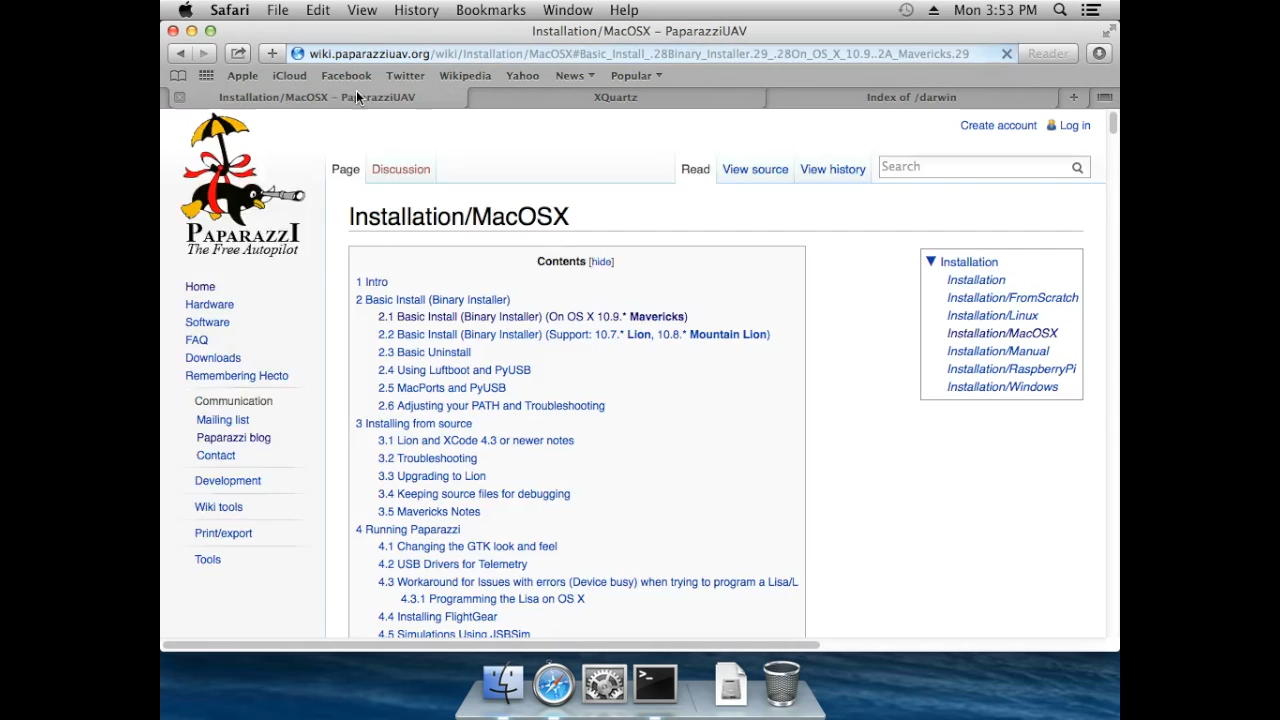 Safari File Edit View History Bookmarks Window Help Mon 3:53 PM
Installation/MacOSX – PaparazziUAV
wiki.paparazziuav.org/wiki/Installation/MacOSX#Basic_Install_.28Binary_Installer.29_.28On_OS_X_10.9..2A_Mavericks.29 Reader
Apple iCloud Facebook Twitter Wikipedia Yahoo News Popular
Installation/MacOSX – PaparazziUAV XQuartz Index of /darwin
Create account Log in
Page Discussion Read View source View history Search
PAPARAZZI
The Free Autopilot
Home
Hardware
Software
FAQ
Downloads
Remembering Hecto
Communication
Mailing list
Paparazzi blog
Contact
Development
Wiki tools
Print/export
Tools
Installation/MacOSX
Contents [hide]
1 Intro
2 Basic Install (Binary Installer)
2.1 Basic Install (Binary Installer) (On OS X 10.9.* Mavericks)
2.2 Basic Install (Binary Installer) (Support: 10.7.* Lion, 10.8.* Mountain Lion)
2.3 Basic Uninstall
2.4 Using Luftboot and PyUSB
2.5 MacPorts and PyUSB
2.6 Adjusting your PATH and Troubleshooting
3 Installing from source
3.1 Lion and XCode 4.3 or newer notes
3.2 Troubleshooting
3.3 Upgrading to Lion
3.4 Keeping source files for debugging
3.5 Mavericks Notes
4 Running Paparazzi
4.1 Changing the GTK look and feel
4.2 USB Drivers for Telemetry
4.3 Workaround for Issues with errors (Device busy) when trying to program a Lisa/L
4.3.1 Programming the Lisa on OS X
4.4 Installing FlightGear
4.5 Simulations Using JSBSim
Installation
Installation
Installation/FromScratch
Installation/Linux
Installation/MacOSX
Installation/Manual
Installation/RaspberryPi
Installation/Windows